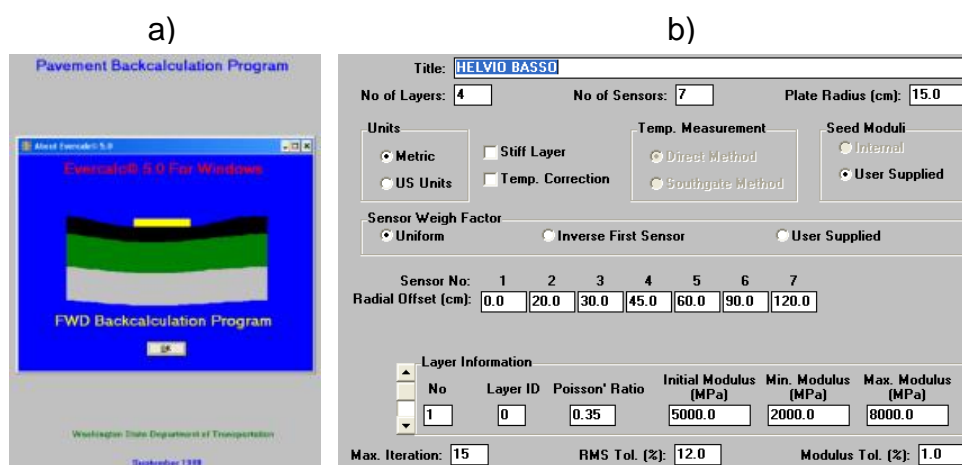 a)
b)
Pavement Backcalculation Program
About Evercalc© 5.0
Evercalc© 5.0 For Windows
FWD Backcalculation Program
OK
Washington State Department of Transportation
Title: HELVIO BASSO
No of Layers: 4 No of Sensors: 7 Plate Radius (cm): 15.0
Units Temp. Measurement Seed Moduli
Metric Stiff Layer Direct Method Internal
US Units Temp. Correction Southgate Method User Supplied
Sensor Weigh Factor
Uniform Inverse First Sensor User Supplied
Sensor No: 1 2 3 4 5 6 7
Radial Offset (cm): 0.0 20.0 30.0 45.0 60.0 90.0 120.0
Layer Information
No Layer ID Poisson' Ratio Initial Modulus (MPa) Min. Modulus (MPa) Max. Modulus (MPa)
1 0 0.35 5000.0 2000.0 8000.0
Max. Iteration: 15 RMS Tol. (%): 12.0 Modulus Tol. (%): 1.0